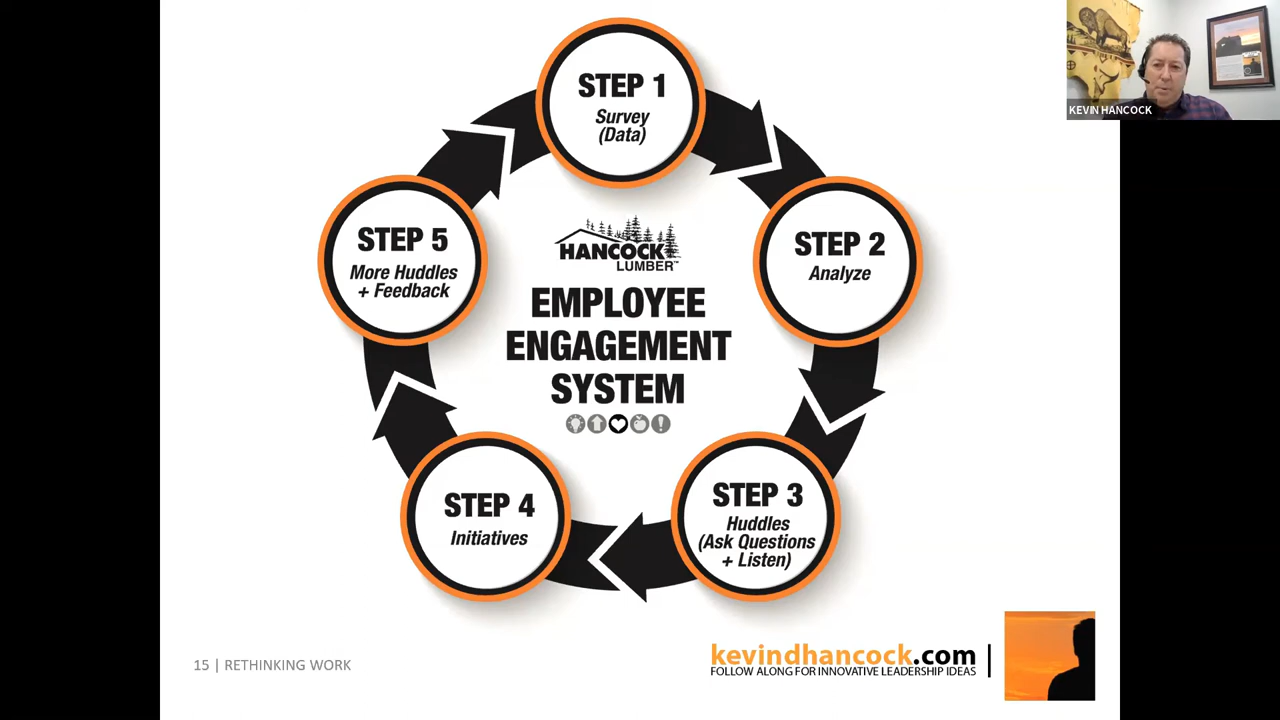 STEP 1
Survey
(Data)
KEVIN HANCOCK
STEP 5
More Huddles
+ Feedback
STEP 2
Analyze
HANCOCK
LUMBER™
EMPLOYEE
ENGAGEMENT
SYSTEM
STEP 4
Initiatives
STEP 3
Huddles
(Ask Questions
+ Listen)
15 | RETHINKING WORK
kevindhancock.com
FOLLOW ALONG FOR INNOVATIVE LEADERSHIP IDEAS